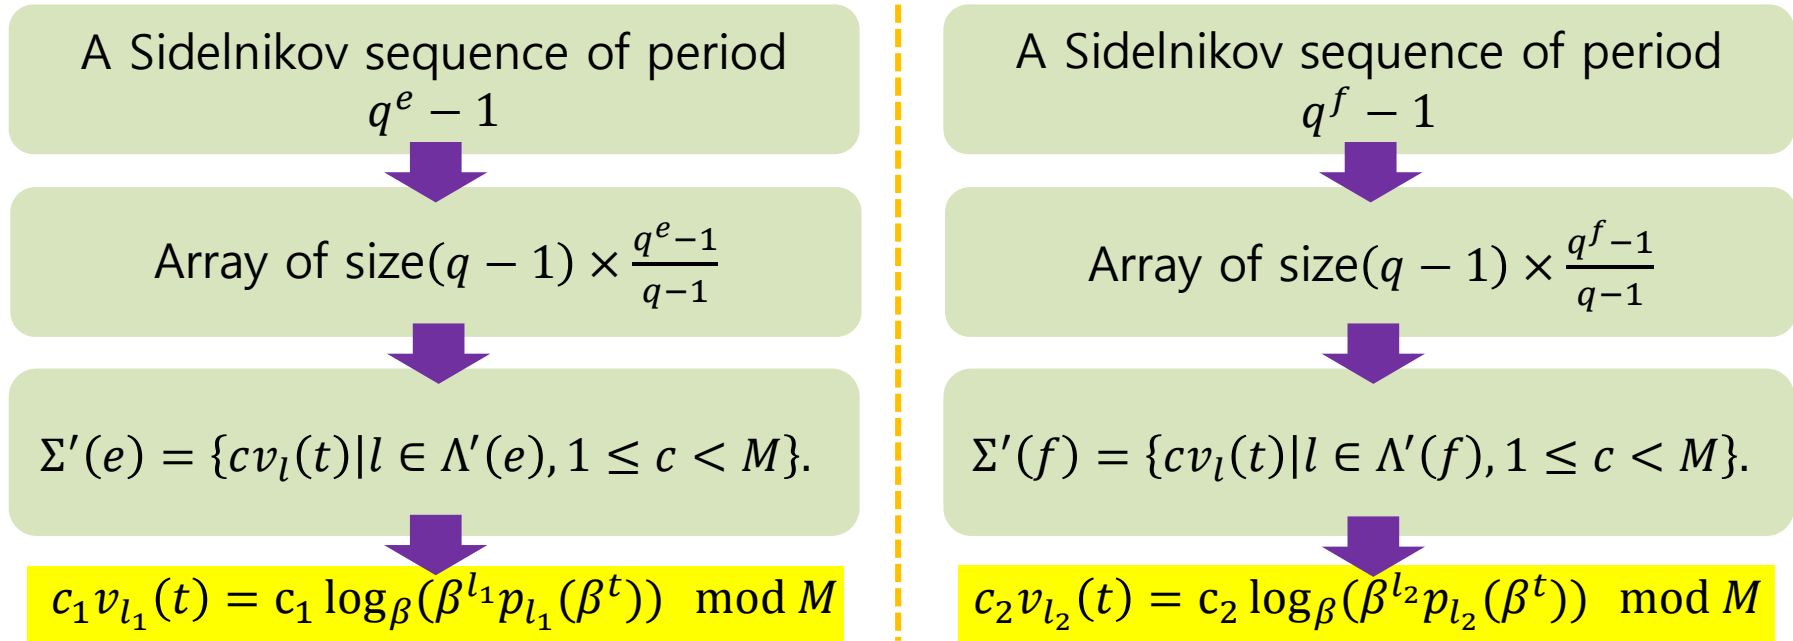 A Sidelnikov sequence of period
q^e − 1
Array of size(q − 1) × \frac{q^e−1}{q−1}
Σ′(e) = {cv_l(t)|l ∈ Λ′(e), 1 ≤ c < M}.
c_1v_{l_1}(t) = c_1 log_β(β^{l_1}p_{l_1}(β^t)) mod M
A Sidelnikov sequence of period
q^f − 1
Array of size(q − 1) × \frac{q^f−1}{q−1}
Σ′(f) = {cv_l(t)|l ∈ Λ′(f), 1 ≤ c < M}.
c_2v_{l_2}(t) = c_2 log_β(β^{l_2}p_{l_2}(β^t)) mod M